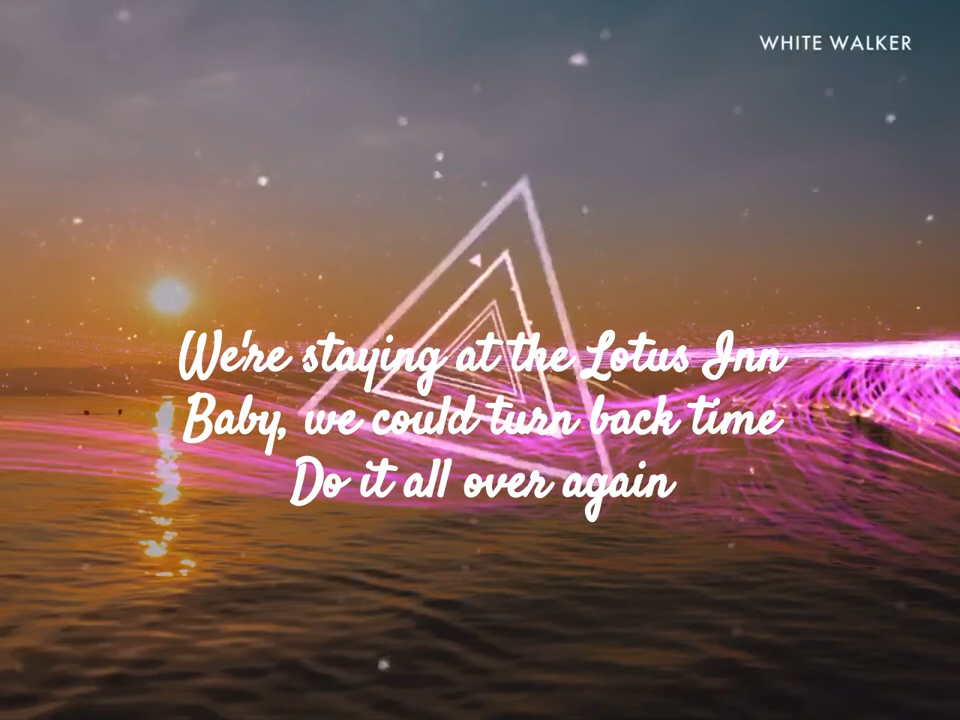 WHITE WALKER
We're staying at the Lotus Inn
Baby, we could turn back time
Do it all over again